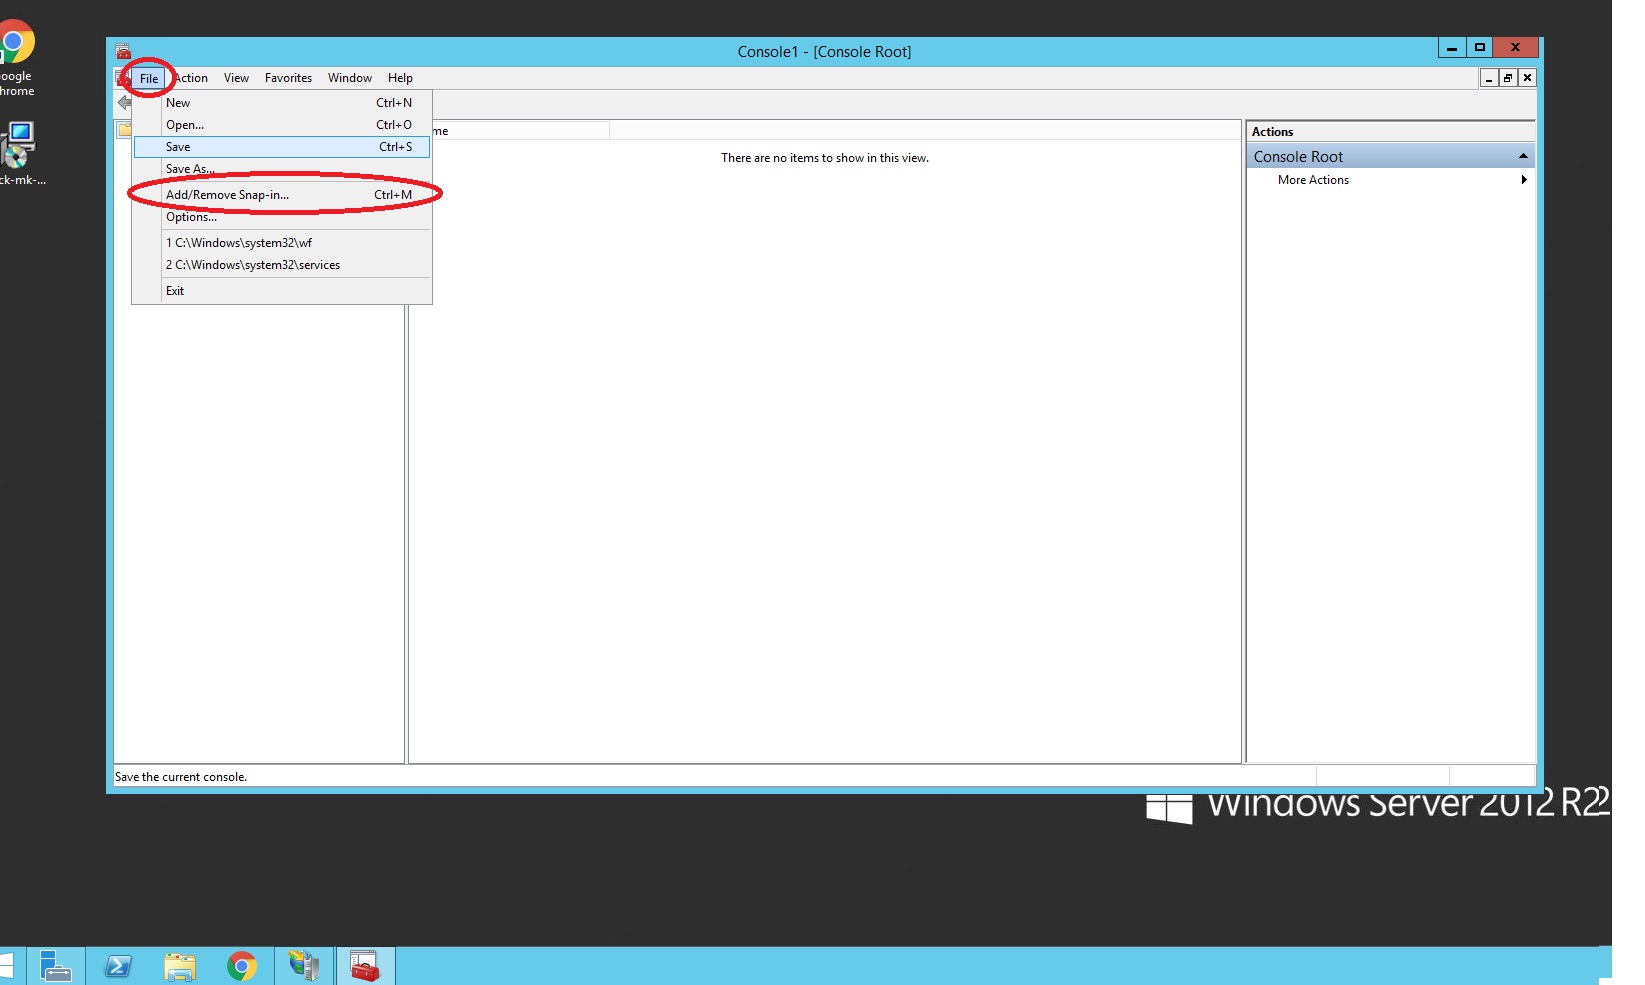 oogle
hrome
ck-mk-...
Console1 - [Console Root]
File Action View Favorites Window Help
New Ctrl+N
Open... Ctrl+O
Save Ctrl+S
Save As...
Add/Remove Snap-in... Ctrl+M
Options...
1 C:\Windows\system32\wf
2 C:\Windows\system32\services
Exit
me
There are no items to show in this view.
Actions
Console Root
More Actions
Save the current console.
Windows Server 2012 R2